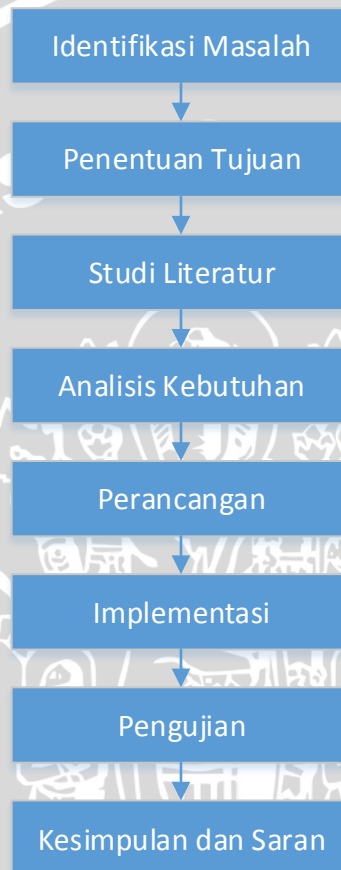 Identifikasi Masalah
Penentuan Tujuan
Studi Literatur
Analisis Kebutuhan
Perancangan
Implementasi
Pengujian
Kesimpulan dan Saran